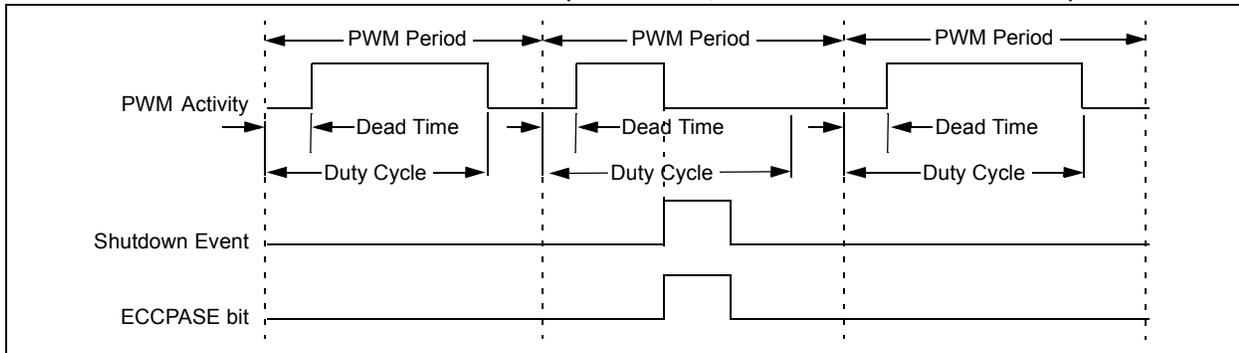 PWM Period PWM Period PWM Period
PWM Activity
Dead Time Dead Time Dead Time
Duty Cycle Duty Cycle Duty Cycle
Shutdown Event
ECCPASE bit